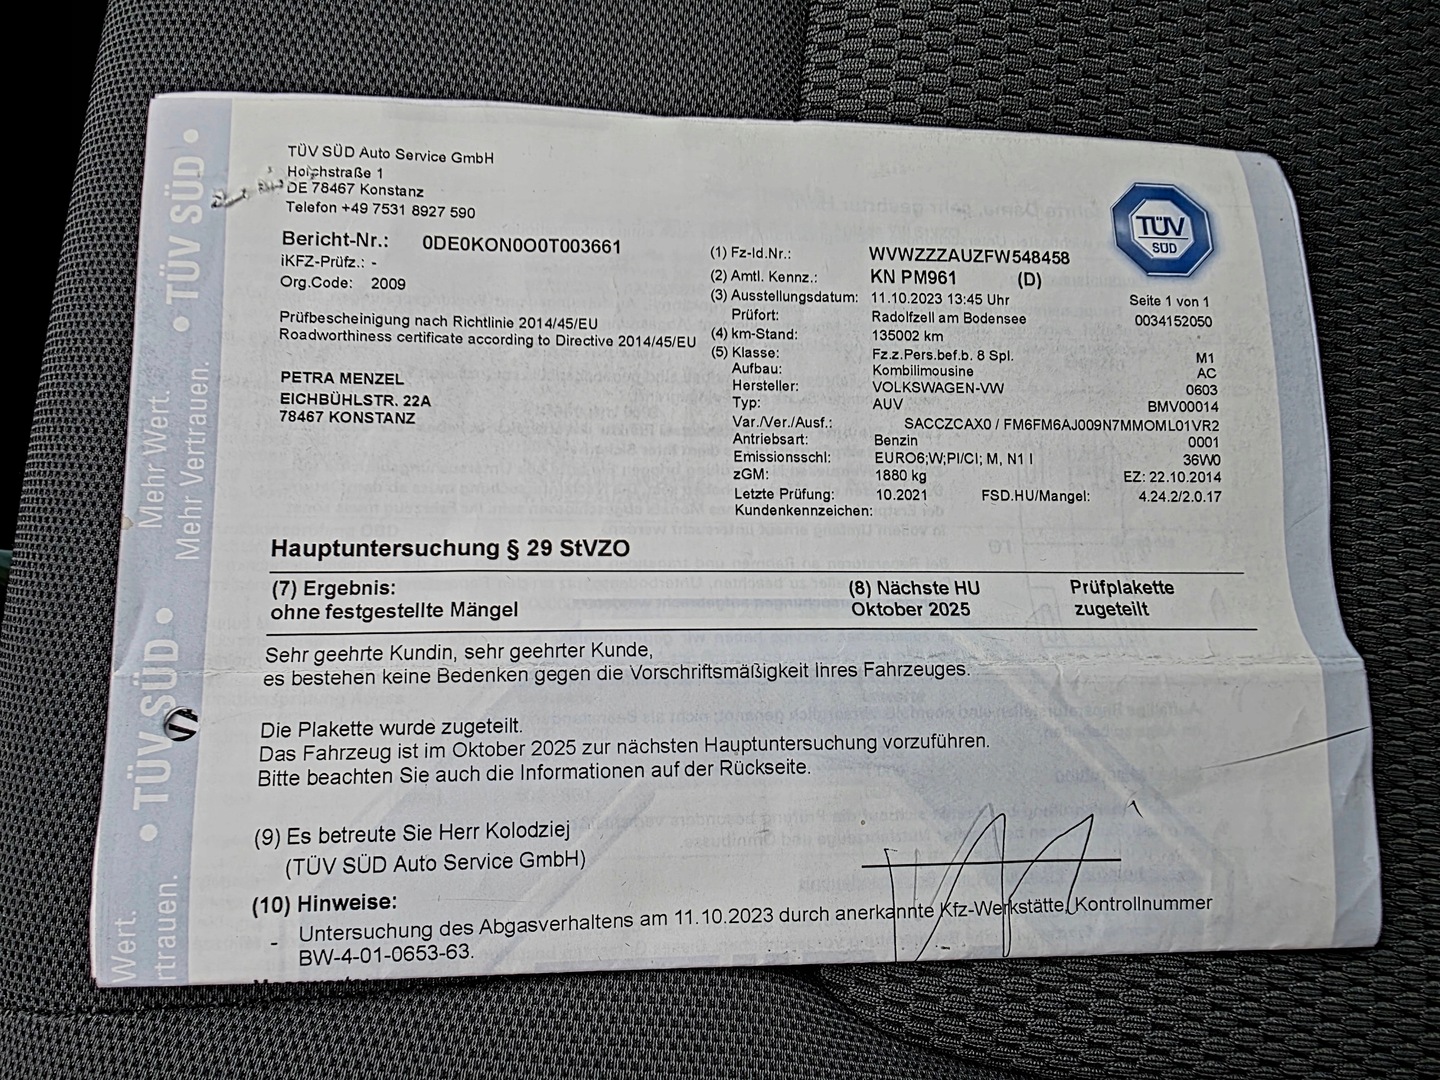 TÜV SÜD Auto Service GmbH
DE 78467 Konstanz
Telefon +49 7531 8927 590
Bericht-Nr.: 0DE0KON0O0T003661
iKFZ-Prüfz.: -
Org.Code: 2009
Prüfbescheinigung nach Richtlinie 2014/45/EU
Roadworthiness certificate according to Directive 2014/45/EU
PETRA MENZEL
EICHBÜHLSTR. 22A
78467 KONSTANZ
TÜV
SÜD
(1) Fz-Id.Nr.: WVWZZZAUZFW548458
(2) Amtl. Kennz.: KN PM961 (D)
(3) Ausstellungsdatum: 11.10.2023 13:45 Uhr Seite 1 von 1
Prüfort: Radolfzell am Bodensee 0034152050
(4) km-Stand: 135002 km
(5) Klasse: Fz.z.Pers.bef.b. 8 Spl. M1
Aufbau: Kombilimousine AC
Hersteller: VOLKSWAGEN-VW 0603
Typ: AUV BMV00014
Var./Ver./Ausf.: SACCZCAX0 / FM6FM6AJ009N7MMOML01VR2
Antriebsart: Benzin 0001
Emissionsschl: EURO6;W;PI/CI; M, N1 I 36W0
zGM: 1880 kg EZ: 22.10.2014
Letzte Prüfung: 10.2021 FSD.HU/Mangel: 4.24.2/2.0.17
Kundenkennzeichen:
Hauptuntersuchung § 29 StVZO
(7) Ergebnis: (8) Nächste HU Prüfplakette
ohne festgestellte Mängel Oktober 2025 zugeteilt
Sehr geehrte Kundin, sehr geehrter Kunde,
es bestehen keine Bedenken gegen die Vorschriftsmäßigkeit Ihres Fahrzeuges.
Die Plakette wurde zugeteilt.
Das Fahrzeug ist im Oktober 2025 zur nächsten Hauptuntersuchung vorzuführen.
Bitte beachten Sie auch die Informationen auf der Rückseite.
(9) Es betreute Sie Herr Kolodziej
(TÜV SÜD Auto Service GmbH)
(10) Hinweise:
- Untersuchung des Abgasverhaltens am 11.10.2023 durch anerkannte Kfz-Werkstätte, Kontrollnummer
BW-4-01-0653-63.
Mehr Wert.
Mehr Vertrauen.
• TÜV SÜD •
• TÜV SÜD •
Wert.
rtrauen.